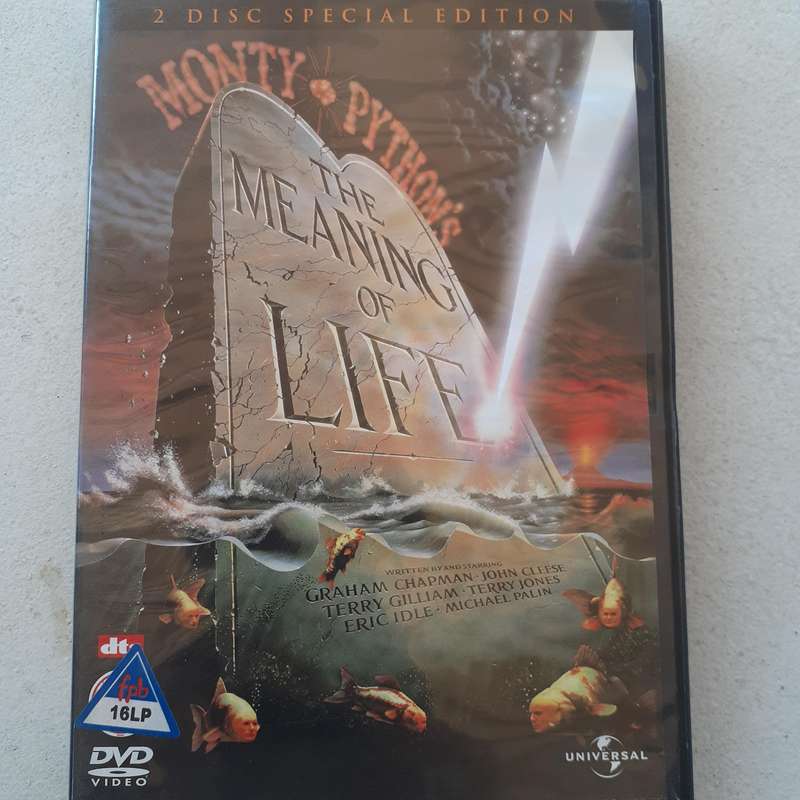 2 DISC SPECIAL EDITION
MONTY PYTHON'S
THE
MEANING
OF
LIFE
WRITTEN BY AND STARRING
GRAHAM CHAPMAN · JOHN CLEESE
TERRY GILLIAM · TERRY JONES
ERIC IDLE · MICHAEL PALIN
dts
fpb
16LP
DVD
VIDEO
UNIVERSAL